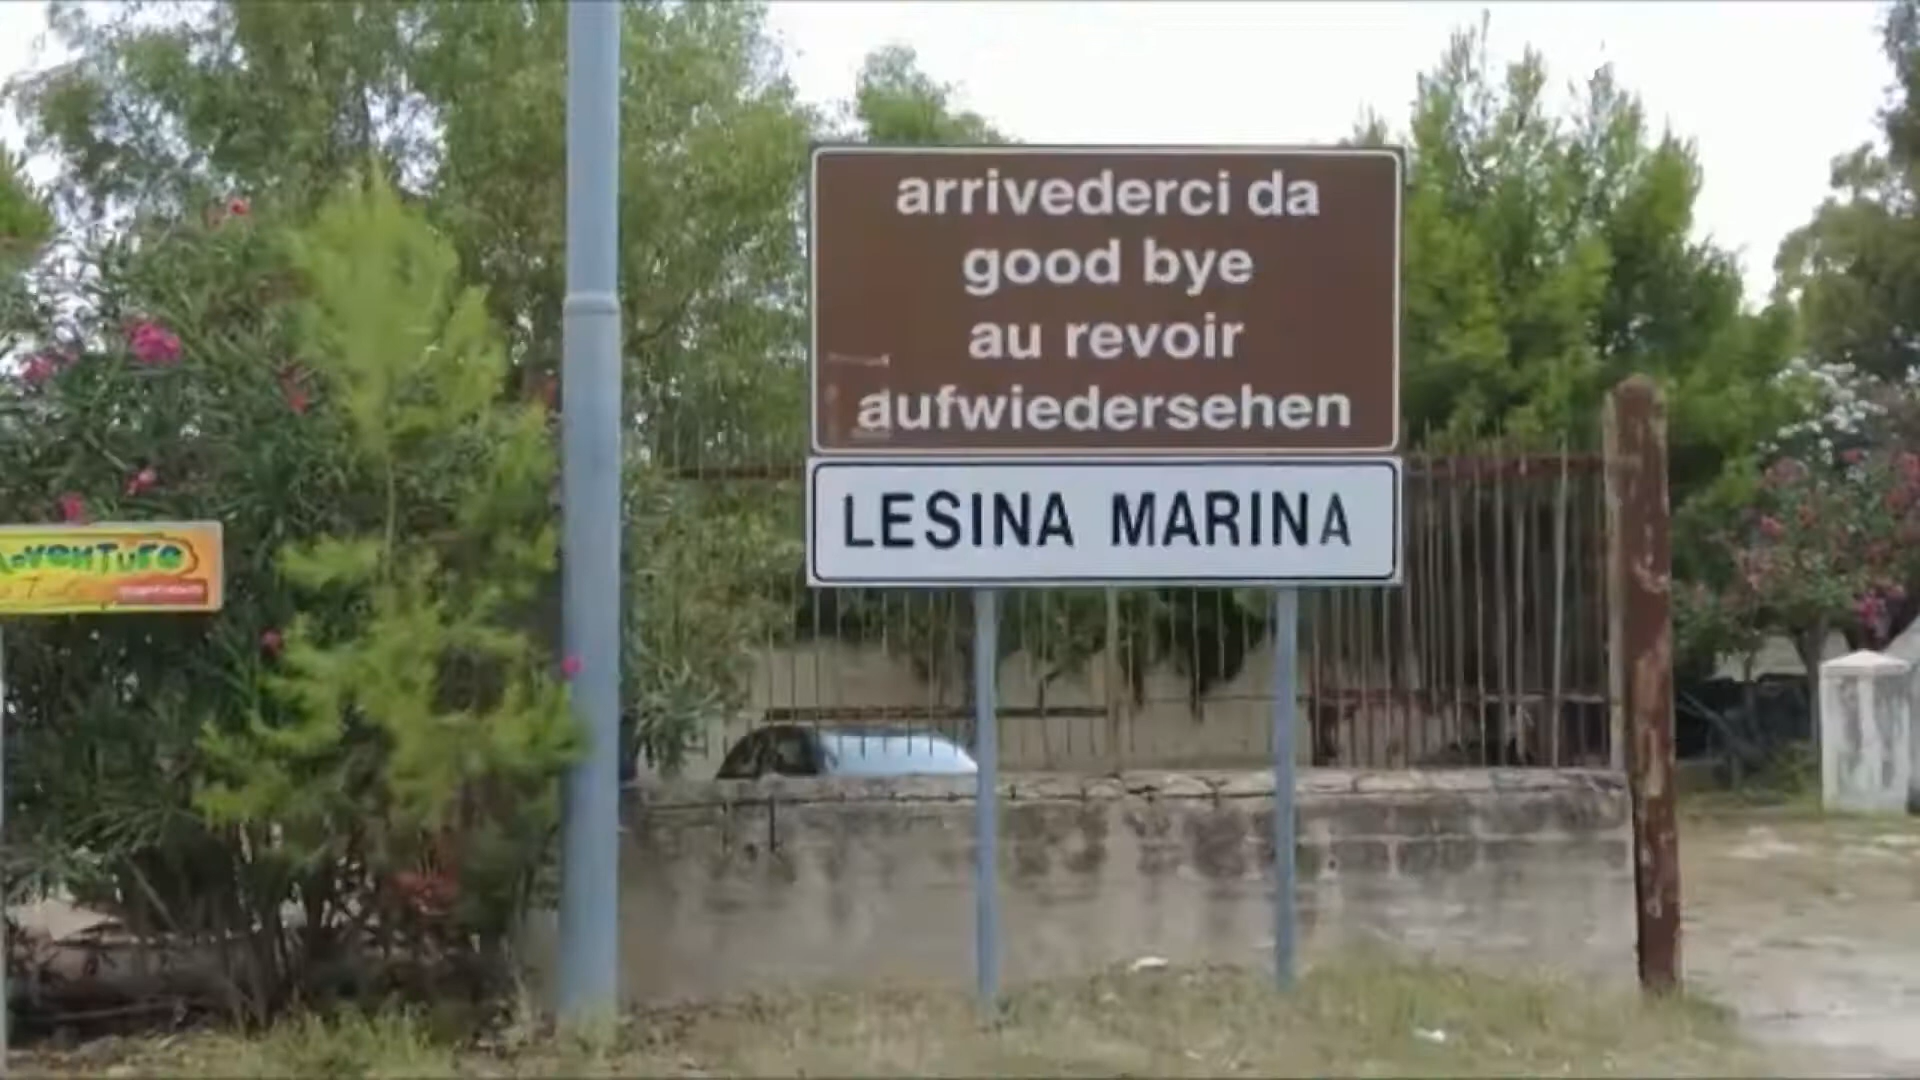 arrivederci da
good bye
au revoir
aufwiedersehen
LESINA MARINA